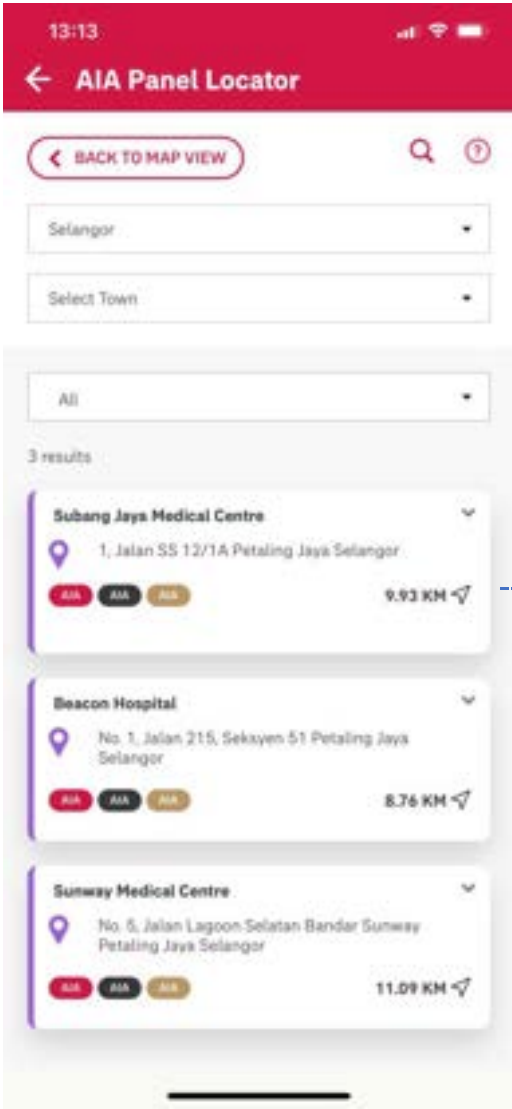 13:13
AIA Panel Locator
BACK TO MAP VIEW
?
Selangor
Select Town
All
3 results
Subang Jaya Medical Centre
1, Jalan SS 12/1A Petaling Jaya Selangor
AIA AIA AIA
9.93 KM
Beacon Hospital
No. 1, Jalan 215, Seksyen 51 Petaling Jaya
Selangor
AIA AIA AIA
8.76 KM
Sunway Medical Centre
No. 5, Jalan Lagoon Selatan Bandar Sunway
Petaling Jaya Selangor
AIA AIA AIA
11.09 KM